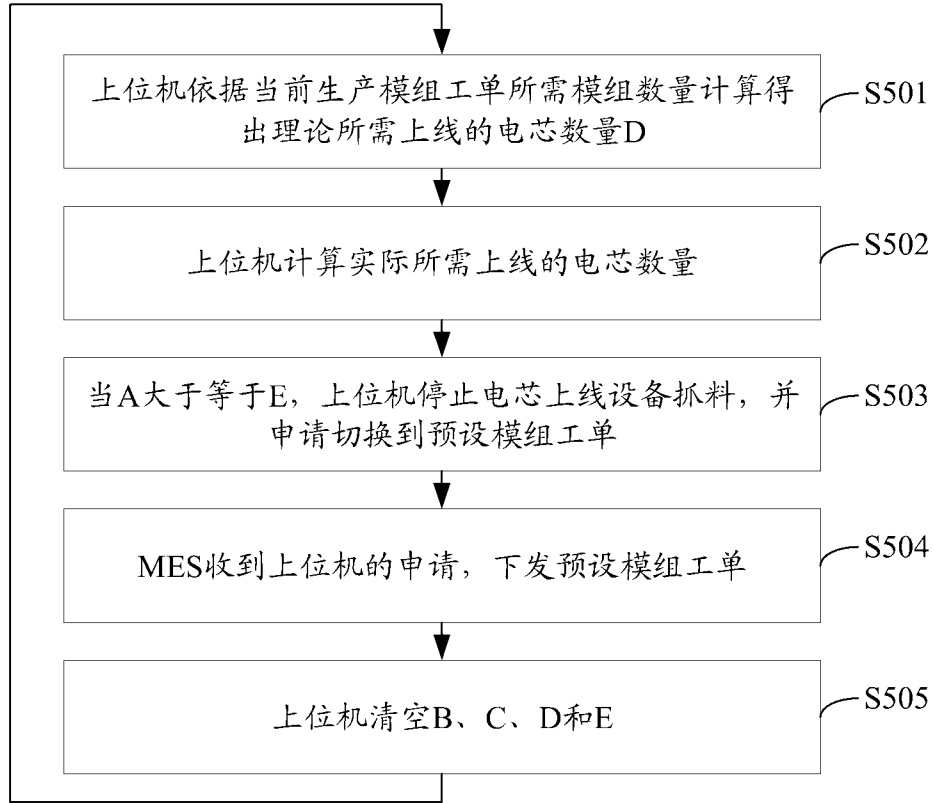 上位机依据当前生产模组工单所需模组数量计算得
出理论所需上线的电芯数量D
S501
上位机计算实际所需上线的电芯数量
S502
当A大于等于E，上位机停止电芯上线设备抓料，并
申请切换到预设模组工单
S503
MES收到上位机的申请，下发预设模组工单
S504
上位机清空B、C、D和E
S505